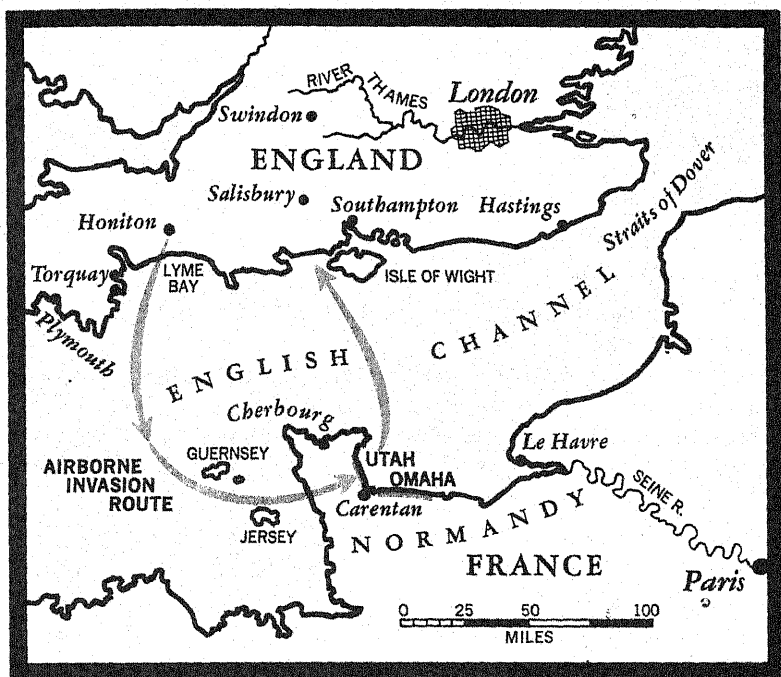 RIVER THAMES
London
Swindon
ENGLAND
Salisbury
Southampton
Hastings
Straits of Dover
Honiton
Torquay
LYME
BAY
ISLE OF WIGHT
Plymouth
ENGLISH CHANNEL
Cherbourg
Le Havre
GUERNSEY
UTAH
OMAHA
AIRBORNE
INVASION
ROUTE
SEINE R.
Carentan
JERSEY
NORMANDY
FRANCE
Paris
0 25 50 100
MILES